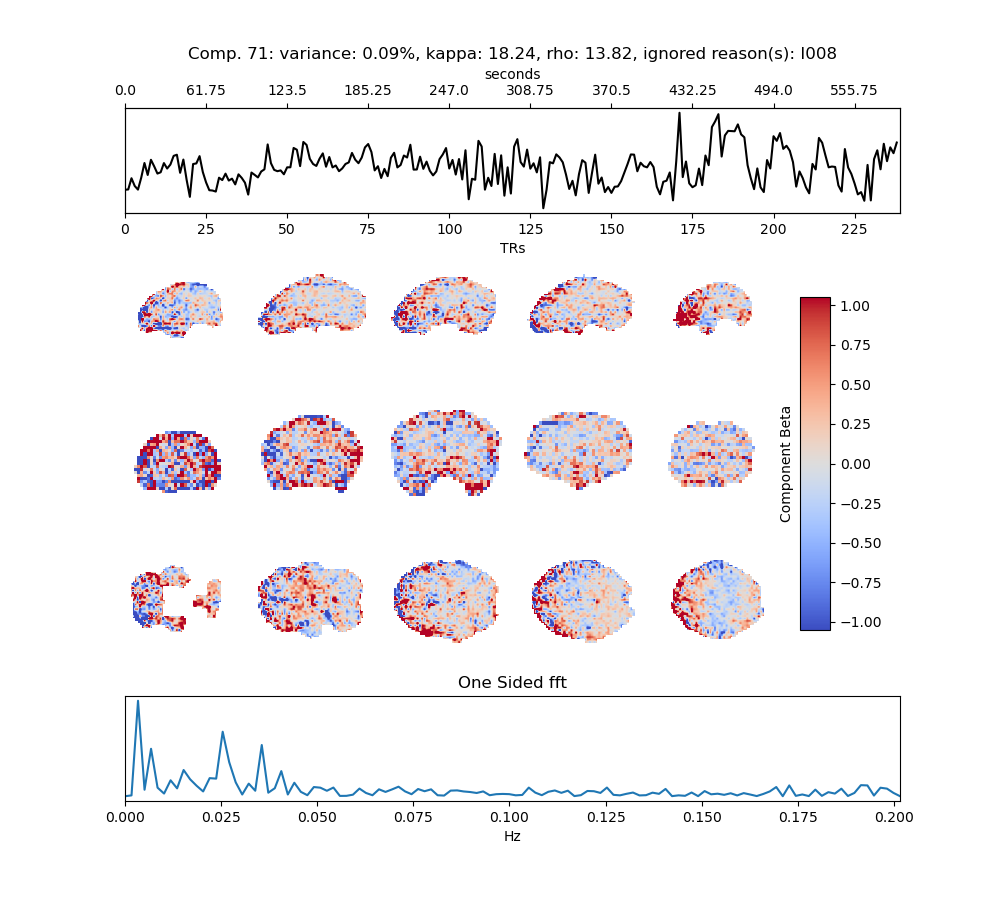 Comp. 71: variance: 0.09%, kappa: 18.24, rho: 13.82, ignored reason(s): I008
seconds
0.0 61.75 123.5 185.25 247.0 308.75 370.5 432.25 494.0 555.75
0 25 50 75 100 125 150 175 200 225
TRs
1.00
0.75
0.50
0.25
0.00
−0.25
−0.50
−0.75
−1.00
Component Beta
One Sided fft
0.000 0.025 0.050 0.075 0.100 0.125 0.150 0.175 0.200
Hz